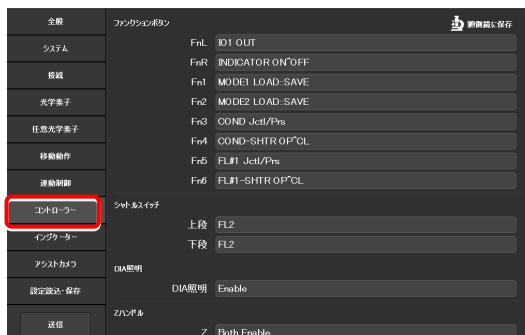 全般
システム
接続
光学素子
任意光学素子
移動動作
連動制御
コントローラー
インジケーター
アシストカメラ
設定読込・保存
送信
ファンクションボタン
顕微鏡に保存
FnL IO1 OUT
FnR INDICATOR ON^OFF
Fn1 MODE1 LOAD::SAVE
Fn2 MODE2 LOAD::SAVE
Fn3 COND Jctl/Prs
Fn4 COND-SHTR OP^CL
Fn5 FL#1 Jctl/Prs
Fn6 FL#1-SHTR OP^CL
シャトルスイッチ
上段 FL2
下段 FL2
DIA照明
DIA照明 Enable
Zハンドル
Z Both Enable